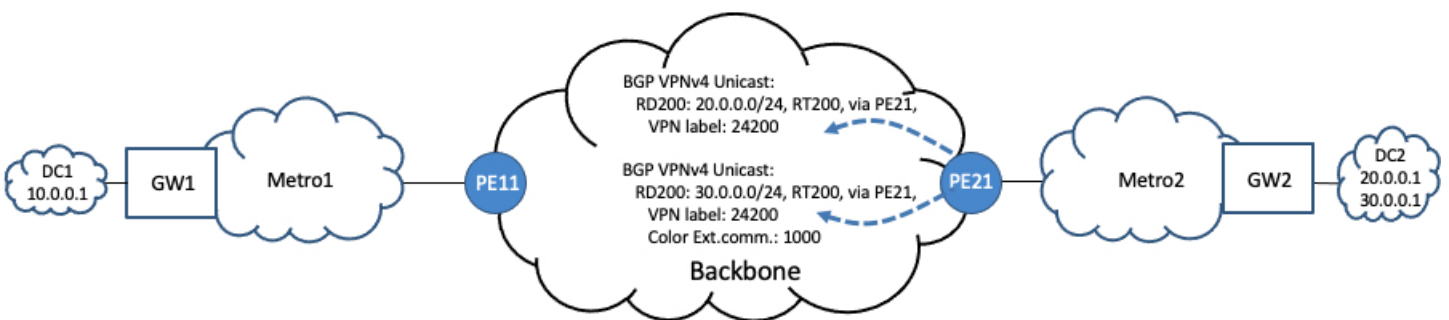 BGP VPNv4 Unicast:
RD200: 20.0.0.0/24, RT200, via PE21,
VPN label: 24200
BGP VPNv4 Unicast:
RD200: 30.0.0.0/24, RT200, via PE21,
VPN label: 24200
Color Ext.comm.: 1000
Backbone
DC1
10.0.0.1
GW1
Metro1
PE11
PE21
Metro2
GW2
DC2
20.0.0.1
30.0.0.1